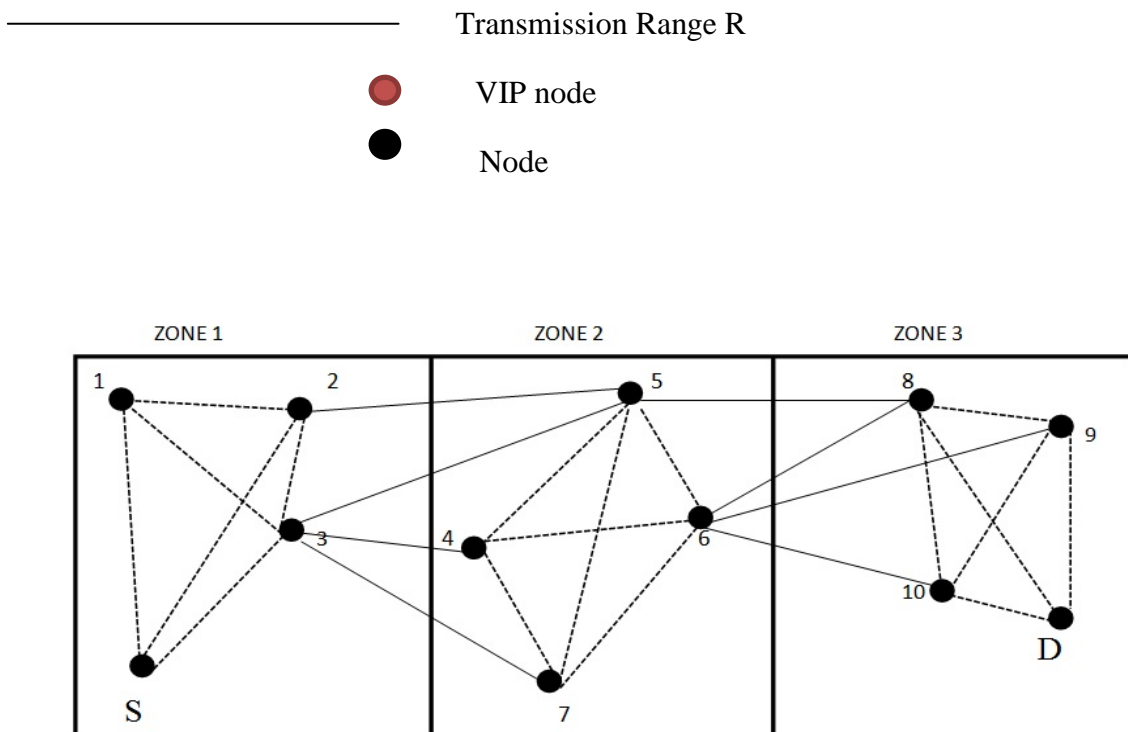 Transmission Range R
VIP node
Node
ZONE 1 ZONE 2 ZONE 3
1 2 5 8
9
3 4 6
10
S D
7